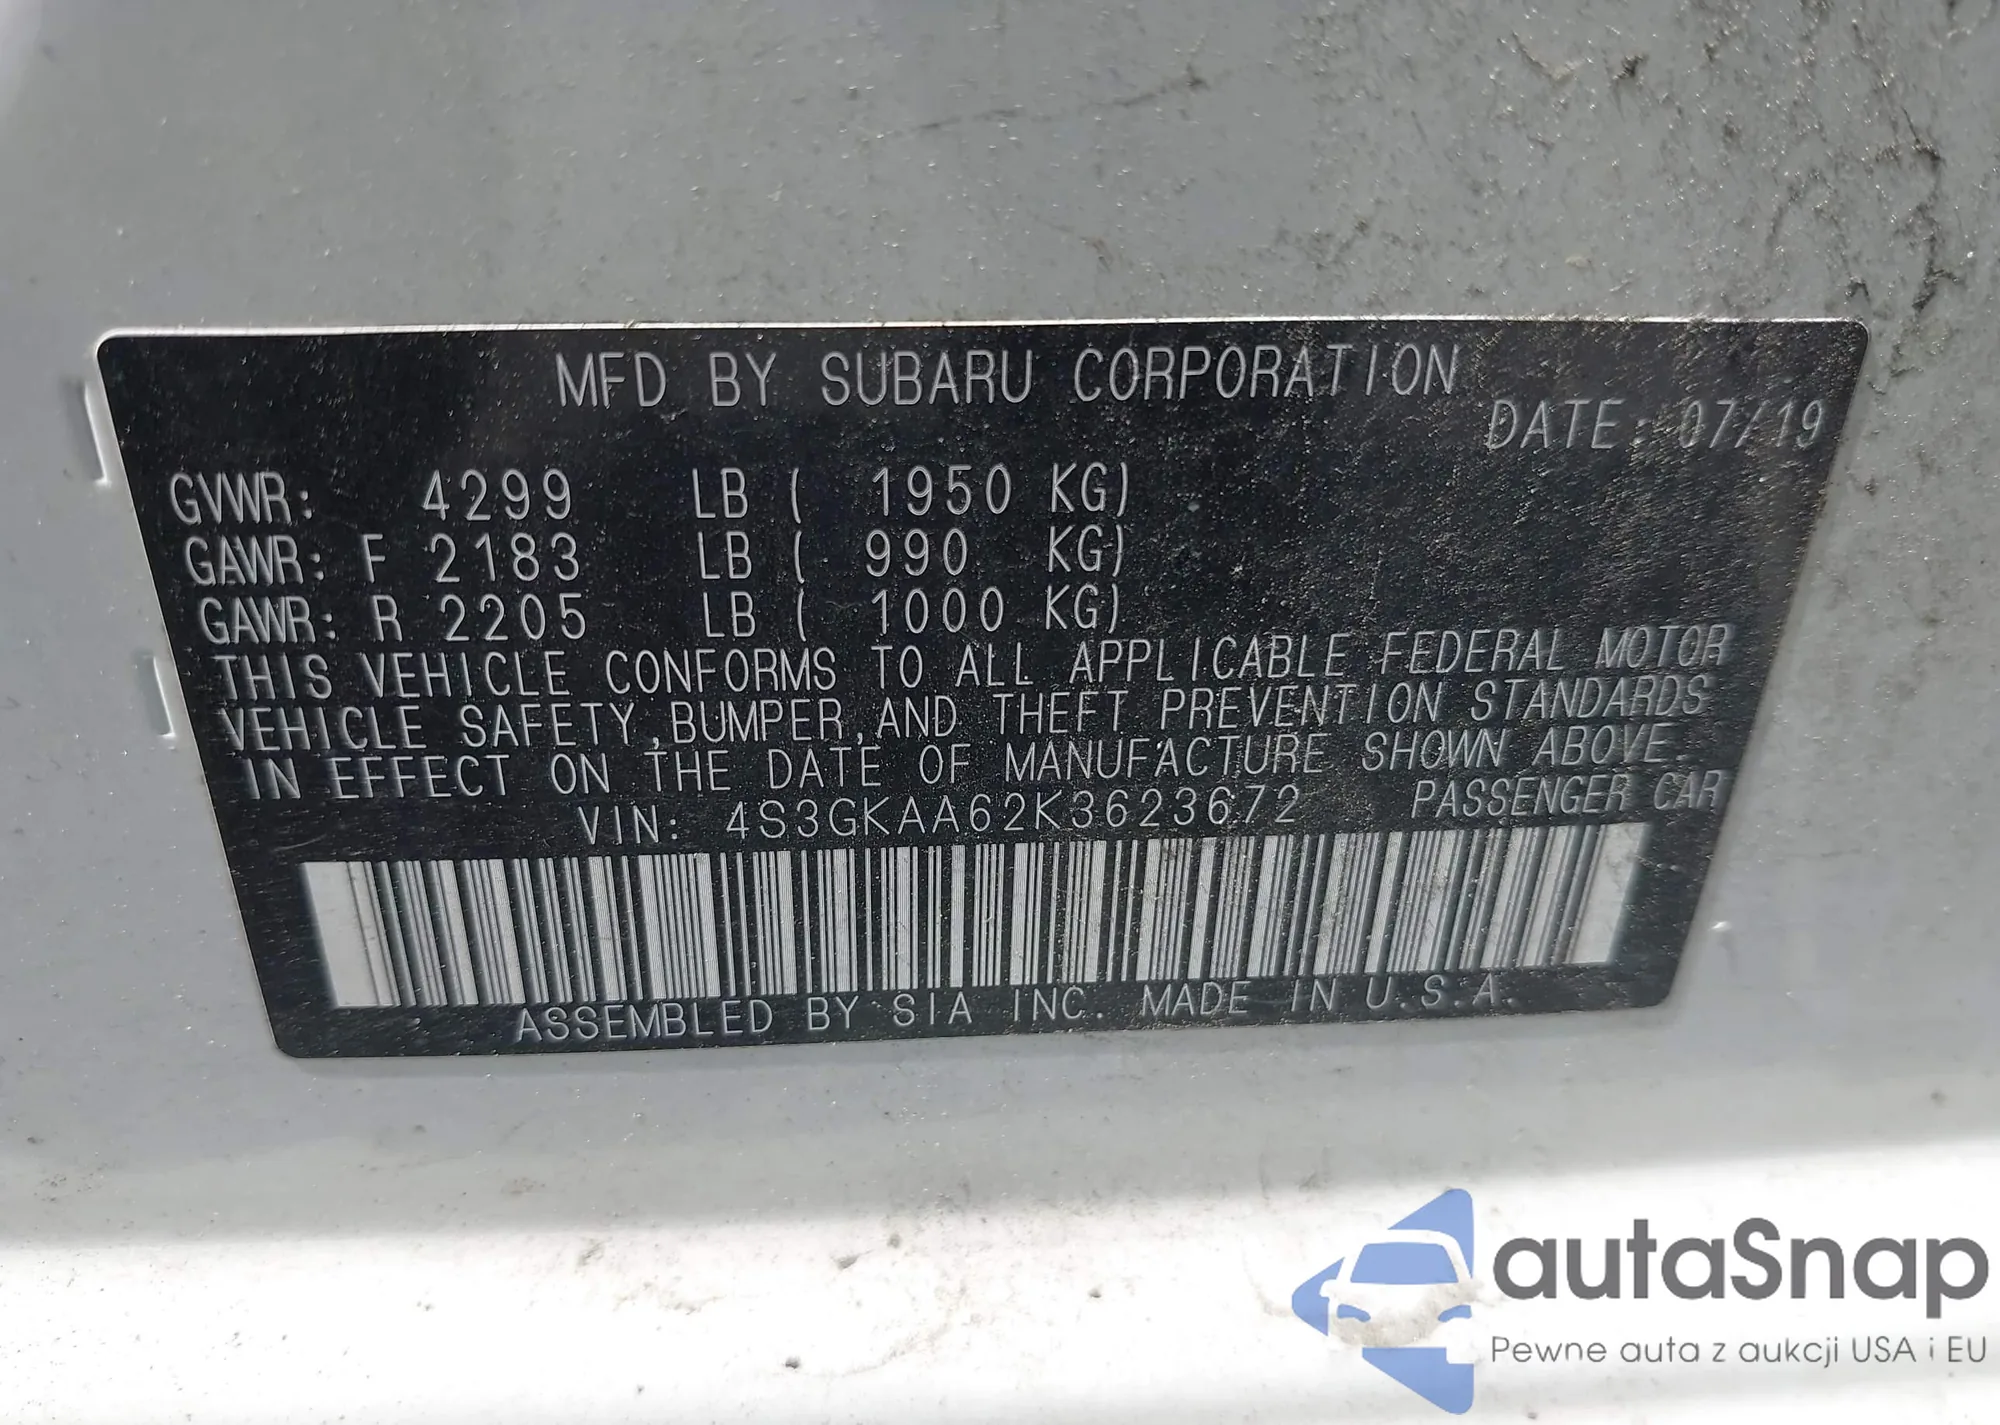 MFD BY SUBARU CORPORATION
DATE: 07/19
GVWR: 4299 LB ( 1950 KG)
GAWR: F 2183 LB ( 990 KG)
GAWR: R 2205 LB ( 1000 KG)
THIS VEHICLE CONFORMS TO ALL APPLICABLE FEDERAL MOTOR
VEHICLE SAFETY,BUMPER,AND THEFT PREVENTION STANDARDS
IN EFFECT ON THE DATE OF MANUFACTURE SHOWN ABOVE.
VIN: 4S3GKAA62K3623672 PASSENGER CAR
ASSEMBLED BY SIA INC. MADE IN U.S.A.
autaSnap
Pewne auta z aukcji USA i EU